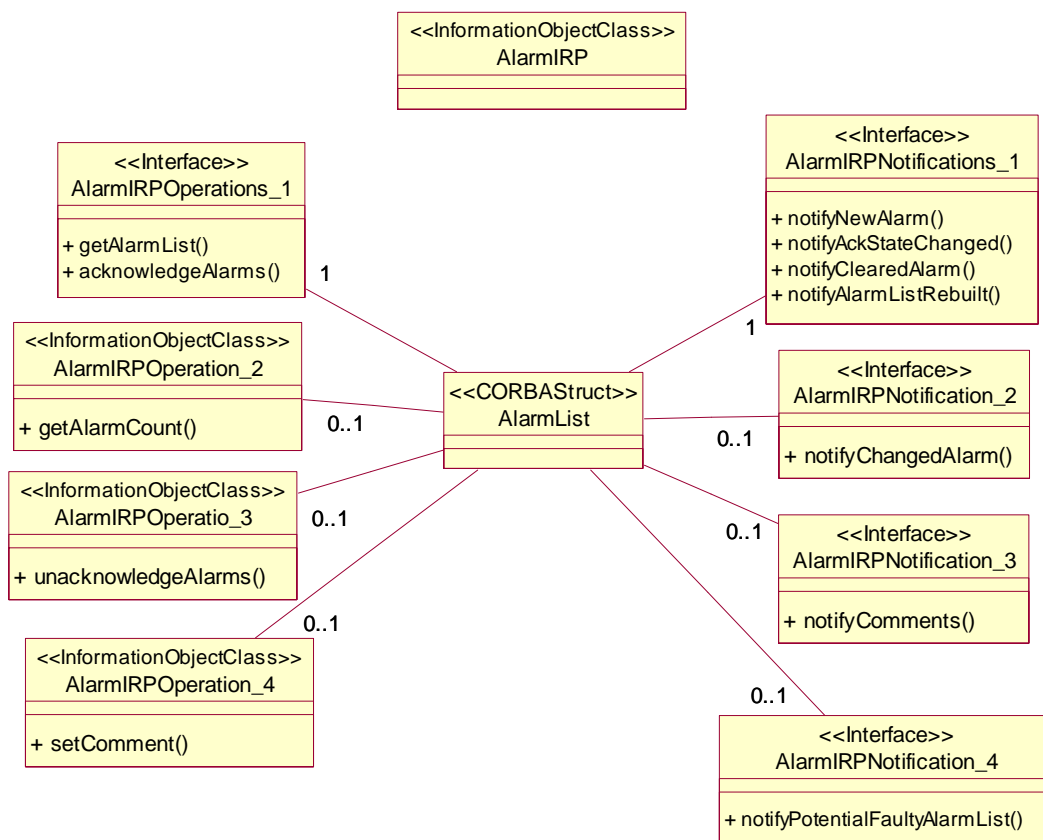 <<InformationObjectClass>>
AlarmIRP
<<Interface>>
AlarmIRPOperations_1
+ getAlarmList()
+ acknowledgeAlarms()
1
<<Interface>>
AlarmIRPNotifications_1
+ notifyNewAlarm()
+ notifyAckStateChanged()
+ notifyClearedAlarm()
+ notifyAlarmListRebuilt()
1
<<InformationObjectClass>>
AlarmIRPOperation_2
+ getAlarmCount()
0..1
<<CORBAStruct>>
AlarmList
<<Interface>>
AlarmIRPNotification_2
+ notifyChangedAlarm()
0..1
<<InformationObjectClass>>
AlarmIRPOperatio_3
+ unacknowledgeAlarms()
0..1
<<Interface>>
AlarmIRPNotification_3
+ notifyComments()
0..1
<<InformationObjectClass>>
AlarmIRPOperation_4
+ setComment()
0..1
<<Interface>>
AlarmIRPNotification_4
+ notifyPotentialFaultyAlarmList()
0..1